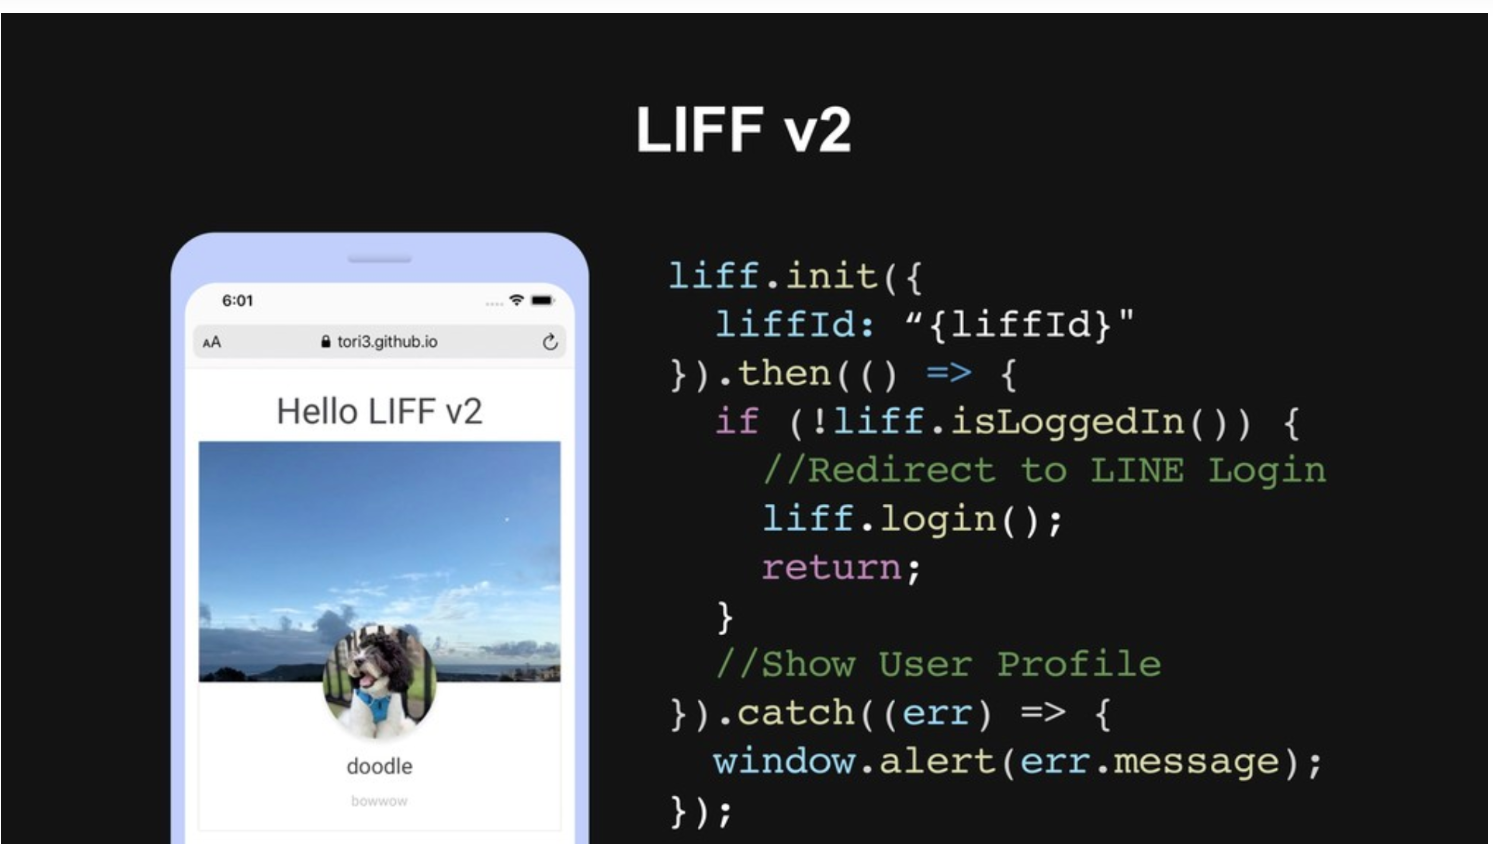 LIFF v2
6:01
AA
tori3.github.io
Hello LIFF v2
doodle
bowwow
liff.init({
  liffId: “{liffId}"
}).then(() => {
  if (!liff.isLoggedIn()) {
    //Redirect to LINE Login
    liff.login();
    return;
  }
  //Show User Profile
}).catch((err) => {
  window.alert(err.message);
});